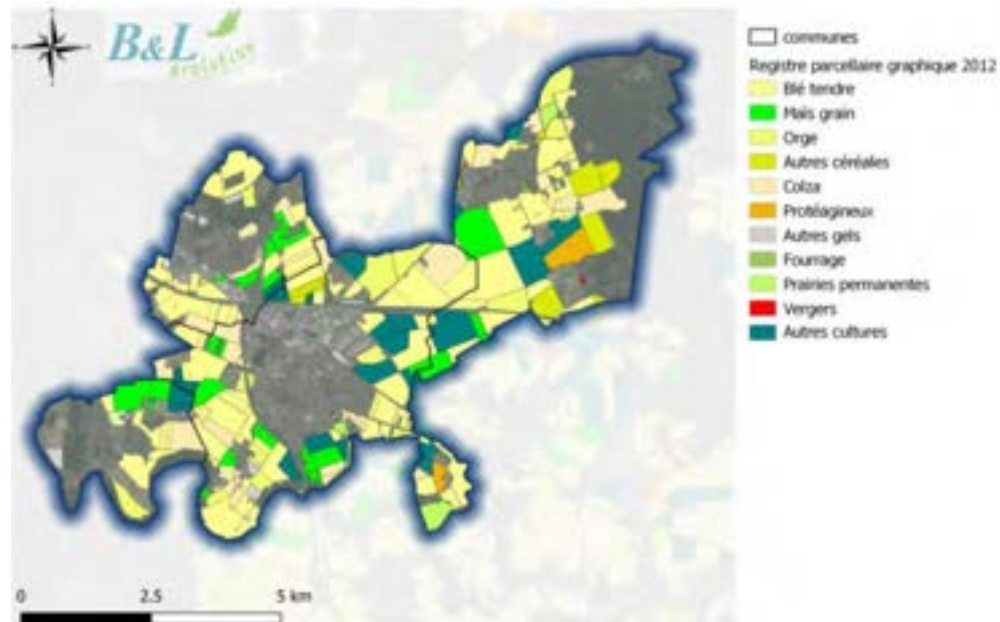 B&L
évolution
communes
Registre parcellaire graphique 2012
Blé tendre
Maïs grain
Orge
Autres céréales
Colza
Protéagineux
Autres gels
Fourrage
Prairies permanentes
Vergers
Autres cultures
0 2.5 5 km